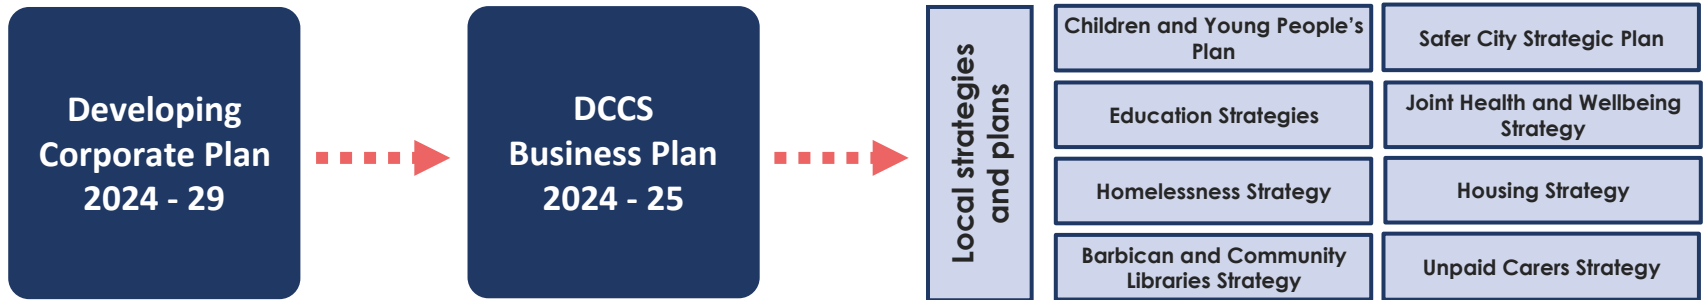 Developing
Corporate Plan
2024 - 29
DCCS
Business Plan
2024 - 25
Local strategies
and plans
Children and Young People’s
Plan
Safer City Strategic Plan
Education Strategies
Joint Health and Wellbeing
Strategy
Homelessness Strategy
Housing Strategy
Barbican and Community
Libraries Strategy
Unpaid Carers Strategy